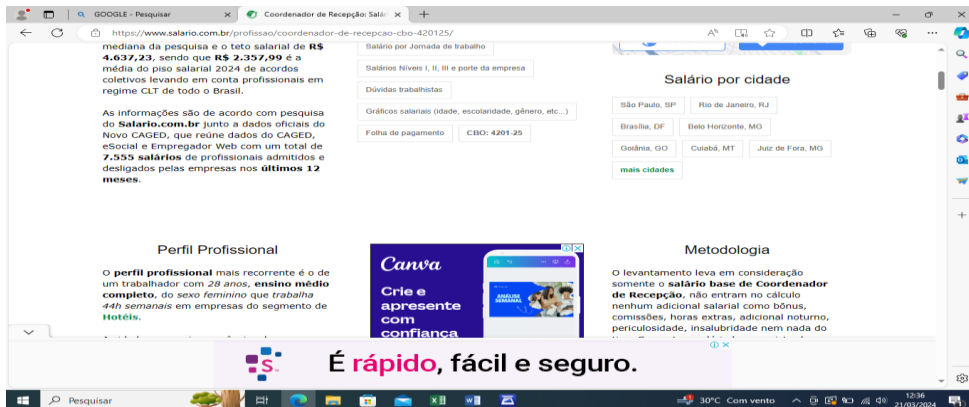 GOOGLE - Pesquisar
Coordenador de Recepção: Salár
https://www.salario.com.br/profissao/coordenador-de-recepcao-cbo-420125/
mediana da pesquisa e o teto salarial de R$
4.637,23, sendo que R$ 2.357,99 é a
média do piso salarial 2024 de acordos
coletivos levando em conta profissionais em
regime CLT de todo o Brasil.
As informações são de acordo com pesquisa
do Salario.com.br junto a dados oficiais do
Novo CAGED, que reúne dados do CAGED,
eSocial e Empregador Web com um total de
7.555 salários de profissionais admitidos e
desligados pelas empresas nos últimos 12
meses.
Salário por Jornada de trabalho
Salários Níveis I, II, III e porte da empresa
Dúvidas trabalhistas
Gráficos salariais (idade, escolaridade, gênero, etc...)
Folha de pagamento
CBO: 4201-25
Salário por cidade
São Paulo, SP
Rio de Janeiro, RJ
Brasília, DF
Belo Horizonte, MG
Goiânia, GO
Cuiabá, MT
Juiz de Fora, MG
mais cidades
Perfil Profissional
O perfil profissional mais recorrente é o de
um trabalhador com 28 anos, ensino médio
completo, do sexo feminino que trabalha
44h semanais em empresas do segmento de
Hotéis.
Canva
Crie e
apresente
com
confiança
ANÁLISE
SEMANAL
Metodologia
O levantamento leva em consideração
somente o salário base de Coordenador
de Recepção, não entram no cálculo
nenhum adicional salarial como bônus,
comissões, horas extras, adicional noturno,
periculosidade, insalubridade nem nada do
s.
É rápido, fácil e seguro.
Pesquisar
30°C Com vento
12:36
21/03/2024